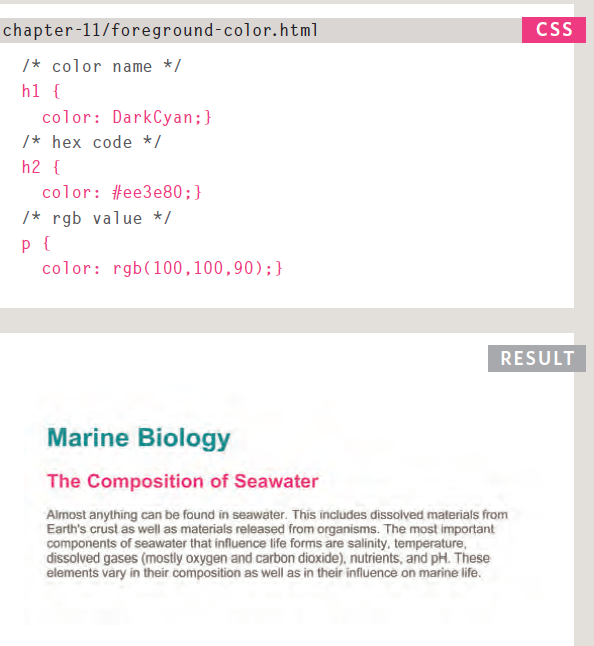 chapter-11/foreground-color.html CSS
/* color name */
h1 {
color: DarkCyan;}
/* hex code */
h2 {
color: #ee3e80;}
/* rgb value */
p {
color: rgb(100,100,90);}
RESULT
Marine Biology
The Composition of Seawater
Almost anything can be found in seawater. This includes dissolved materials from
Earth's crust as well as materials released from organisms. The most important
components of seawater that influence life forms are salinity, temperature,
dissolved gases (mostly oxygen and carbon dioxide), nutrients, and pH. These
elements vary in their composition as well as in their influence on marine life.